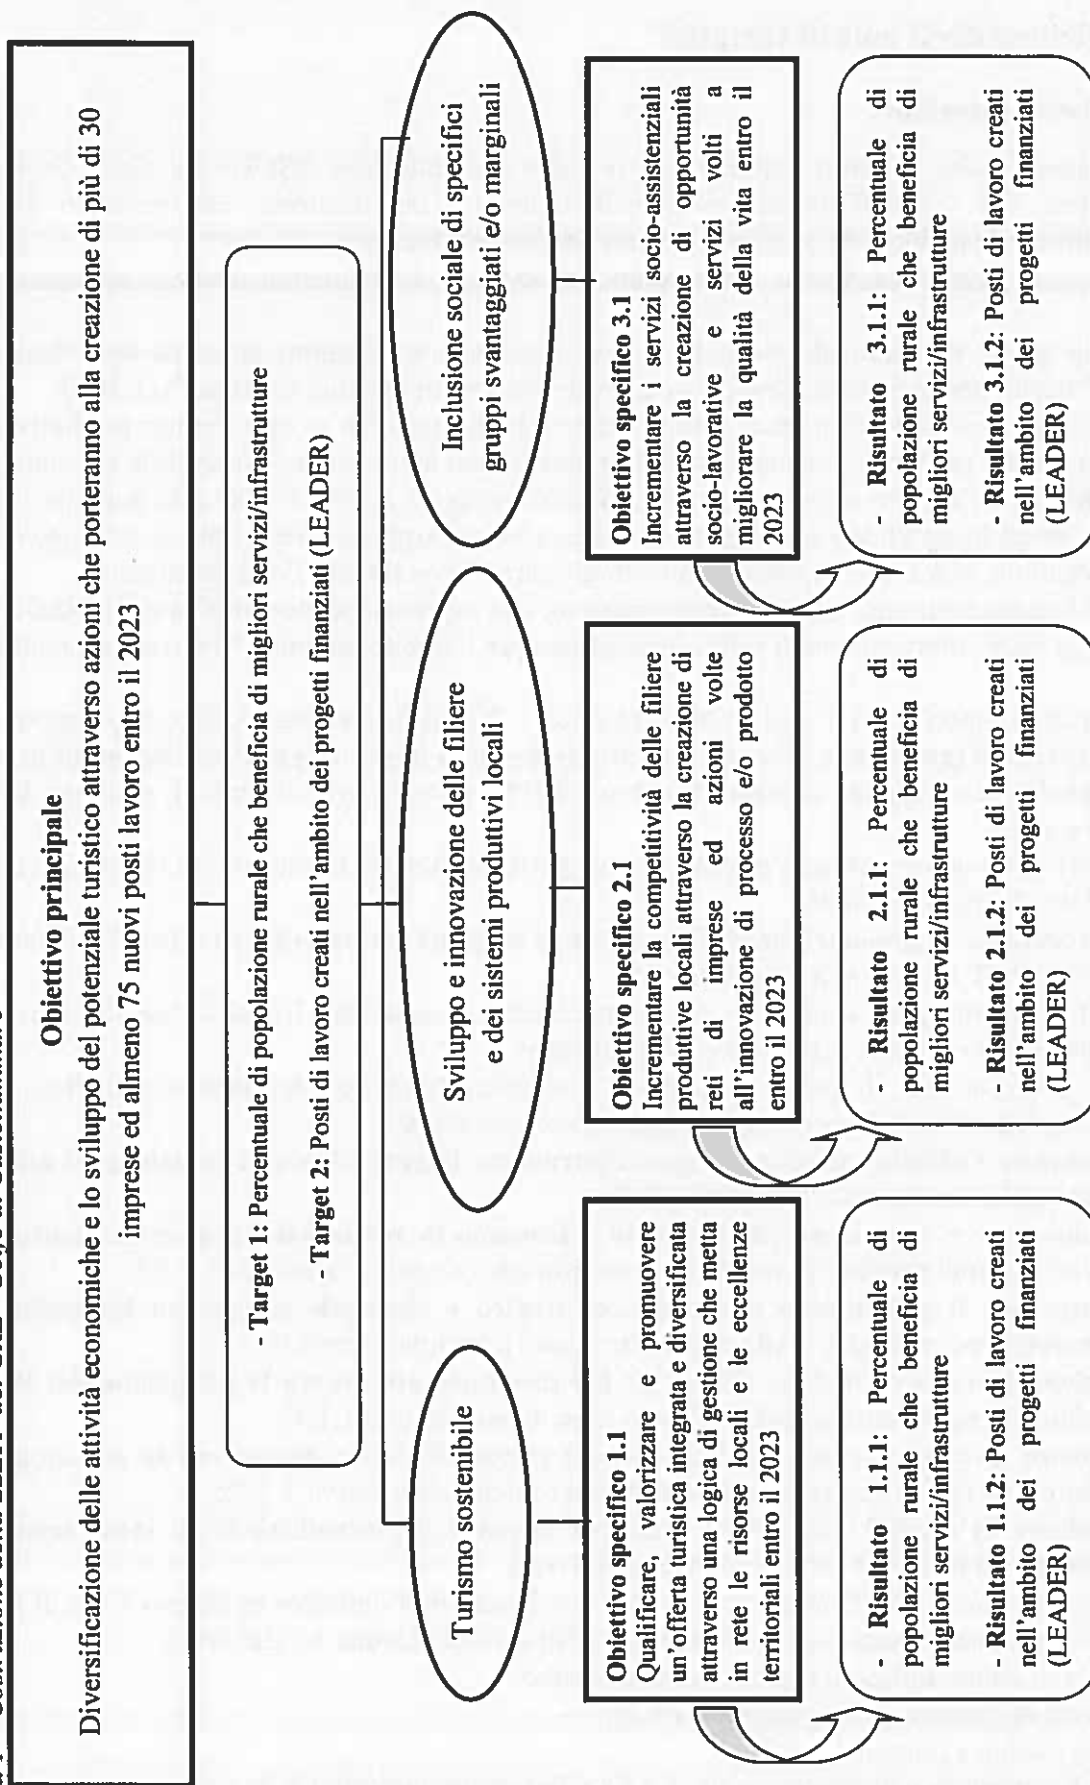 Obiettivo principale
Diversificazione delle attività economiche e lo sviluppo del potenziale turistico attraverso azioni che porteranno alla creazione di più di 30
imprese ed almeno 75 nuovi posti lavoro entro il 2023
- Target 1: Percentuale di popolazione rurale che beneficia di migliori servizi/infrastrutture
- Target 2: Posti di lavoro creati nell'ambito dei progetti finanziati (LEADER)
Turismo sostenibile
Sviluppo e innovazione delle filiere
e dei sistemi produttivi locali
Inclusione sociale di specifici
gruppi svantaggiati e/o marginali
Obiettivo specifico 1.1
Qualificare, valorizzare e promuovere
un'offerta turistica integrata e diversificata
attraverso una logica di gestione che metta
in rete le risorse locali e le eccellenze
territoriali entro il 2023
Obiettivo specifico 2.1
Incrementare la competitività delle filiere
produttive locali attraverso la creazione di
reti di imprese ed azioni volte
all'innovazione di processo e/o prodotto
entro il 2023
Obiettivo specifico 3.1
Incrementare i servizi socio-assistenziali
attraverso la creazione di opportunità
socio-lavorative e servizi volti a
migliorare la qualità della vita entro il
2023
- Risultato 1.1.1: Percentuale di
popolazione rurale che beneficia di
migliori servizi/infrastrutture
- Risultato 1.1.2: Posti di lavoro creati
nell'ambito dei progetti finanziati
(LEADER)
- Risultato 2.1.1: Percentuale di
popolazione rurale che beneficia di
migliori servizi/infrastrutture
- Risultato 2.1.2: Posti di lavoro creati
nell'ambito dei progetti finanziati
(LEADER)
- Risultato 3.1.1: Percentuale di
popolazione rurale che beneficia di
migliori servizi/infrastrutture
- Risultato 3.1.2: Posti di lavoro creati
nell'ambito dei progetti finanziati
(LEADER)